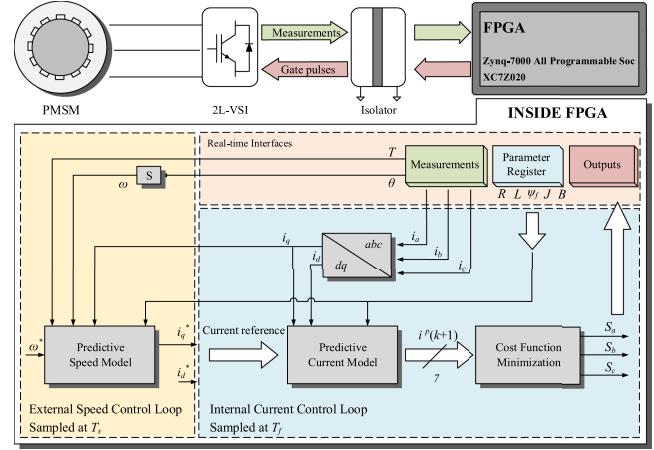 FPGA
Zynq-7000 All Programmable Soc
XC7Z020
Measurements
Gate pulses
PMSM
2L-VSI
Isolator
INSIDE FPGA
Real-time Interfaces
T
θ
S
ω
Measurements
Parameter
Register
Outputs
R L Ψf J B
ia
ib
ic
iq
id
abc
dq
ω*
Predictive
Speed Model
iq*
id*
Current reference
Predictive
Current Model
i p(k+1)
7
Cost Function
Minimization
Sa
Sb
Sc
External Speed Control Loop
Sampled at Ts
Internal Current Control Loop
Sampled at Tf